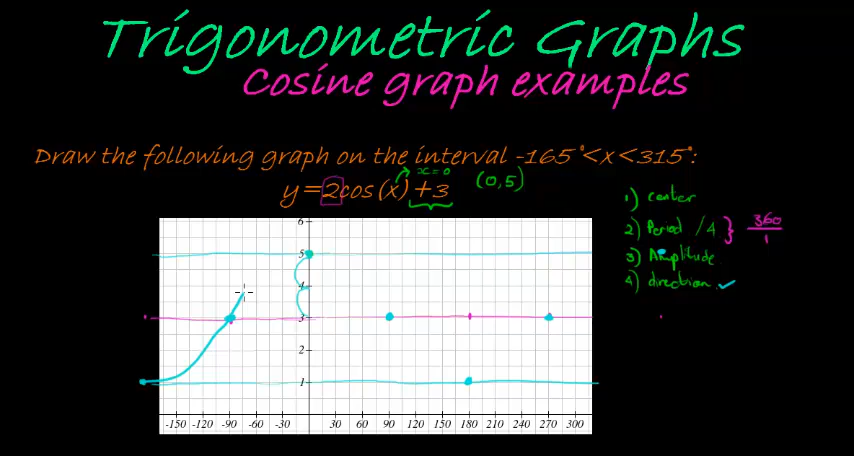 Trigonometric Graphs
Cosine graph examples
Draw the following graph on the interval -165°<x<315°:
x=0
y=2cos(x)+3
(0,5)
1) center
2) Period /4 } 360/1
3) Amplitude
4) direction ✓
6
5
4
3
2
1
-150 -120 -90 -60 -30 30 60 90 120 150 180 210 240 270 300